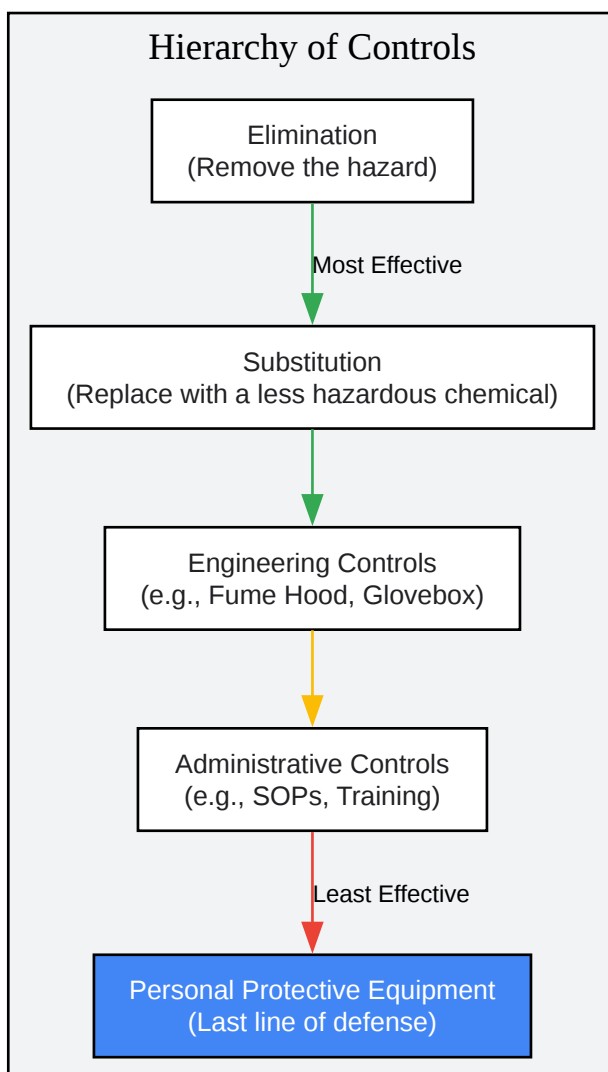 Hierarchy of Controls
Elimination
(Remove the hazard)
Most Effective
Substitution
(Replace with a less hazardous chemical)
Engineering Controls
(e.g., Fume Hood, Glovebox)
Administrative Controls
(e.g., SOPs, Training)
Least Effective
Personal Protective Equipment
(Last line of defense)